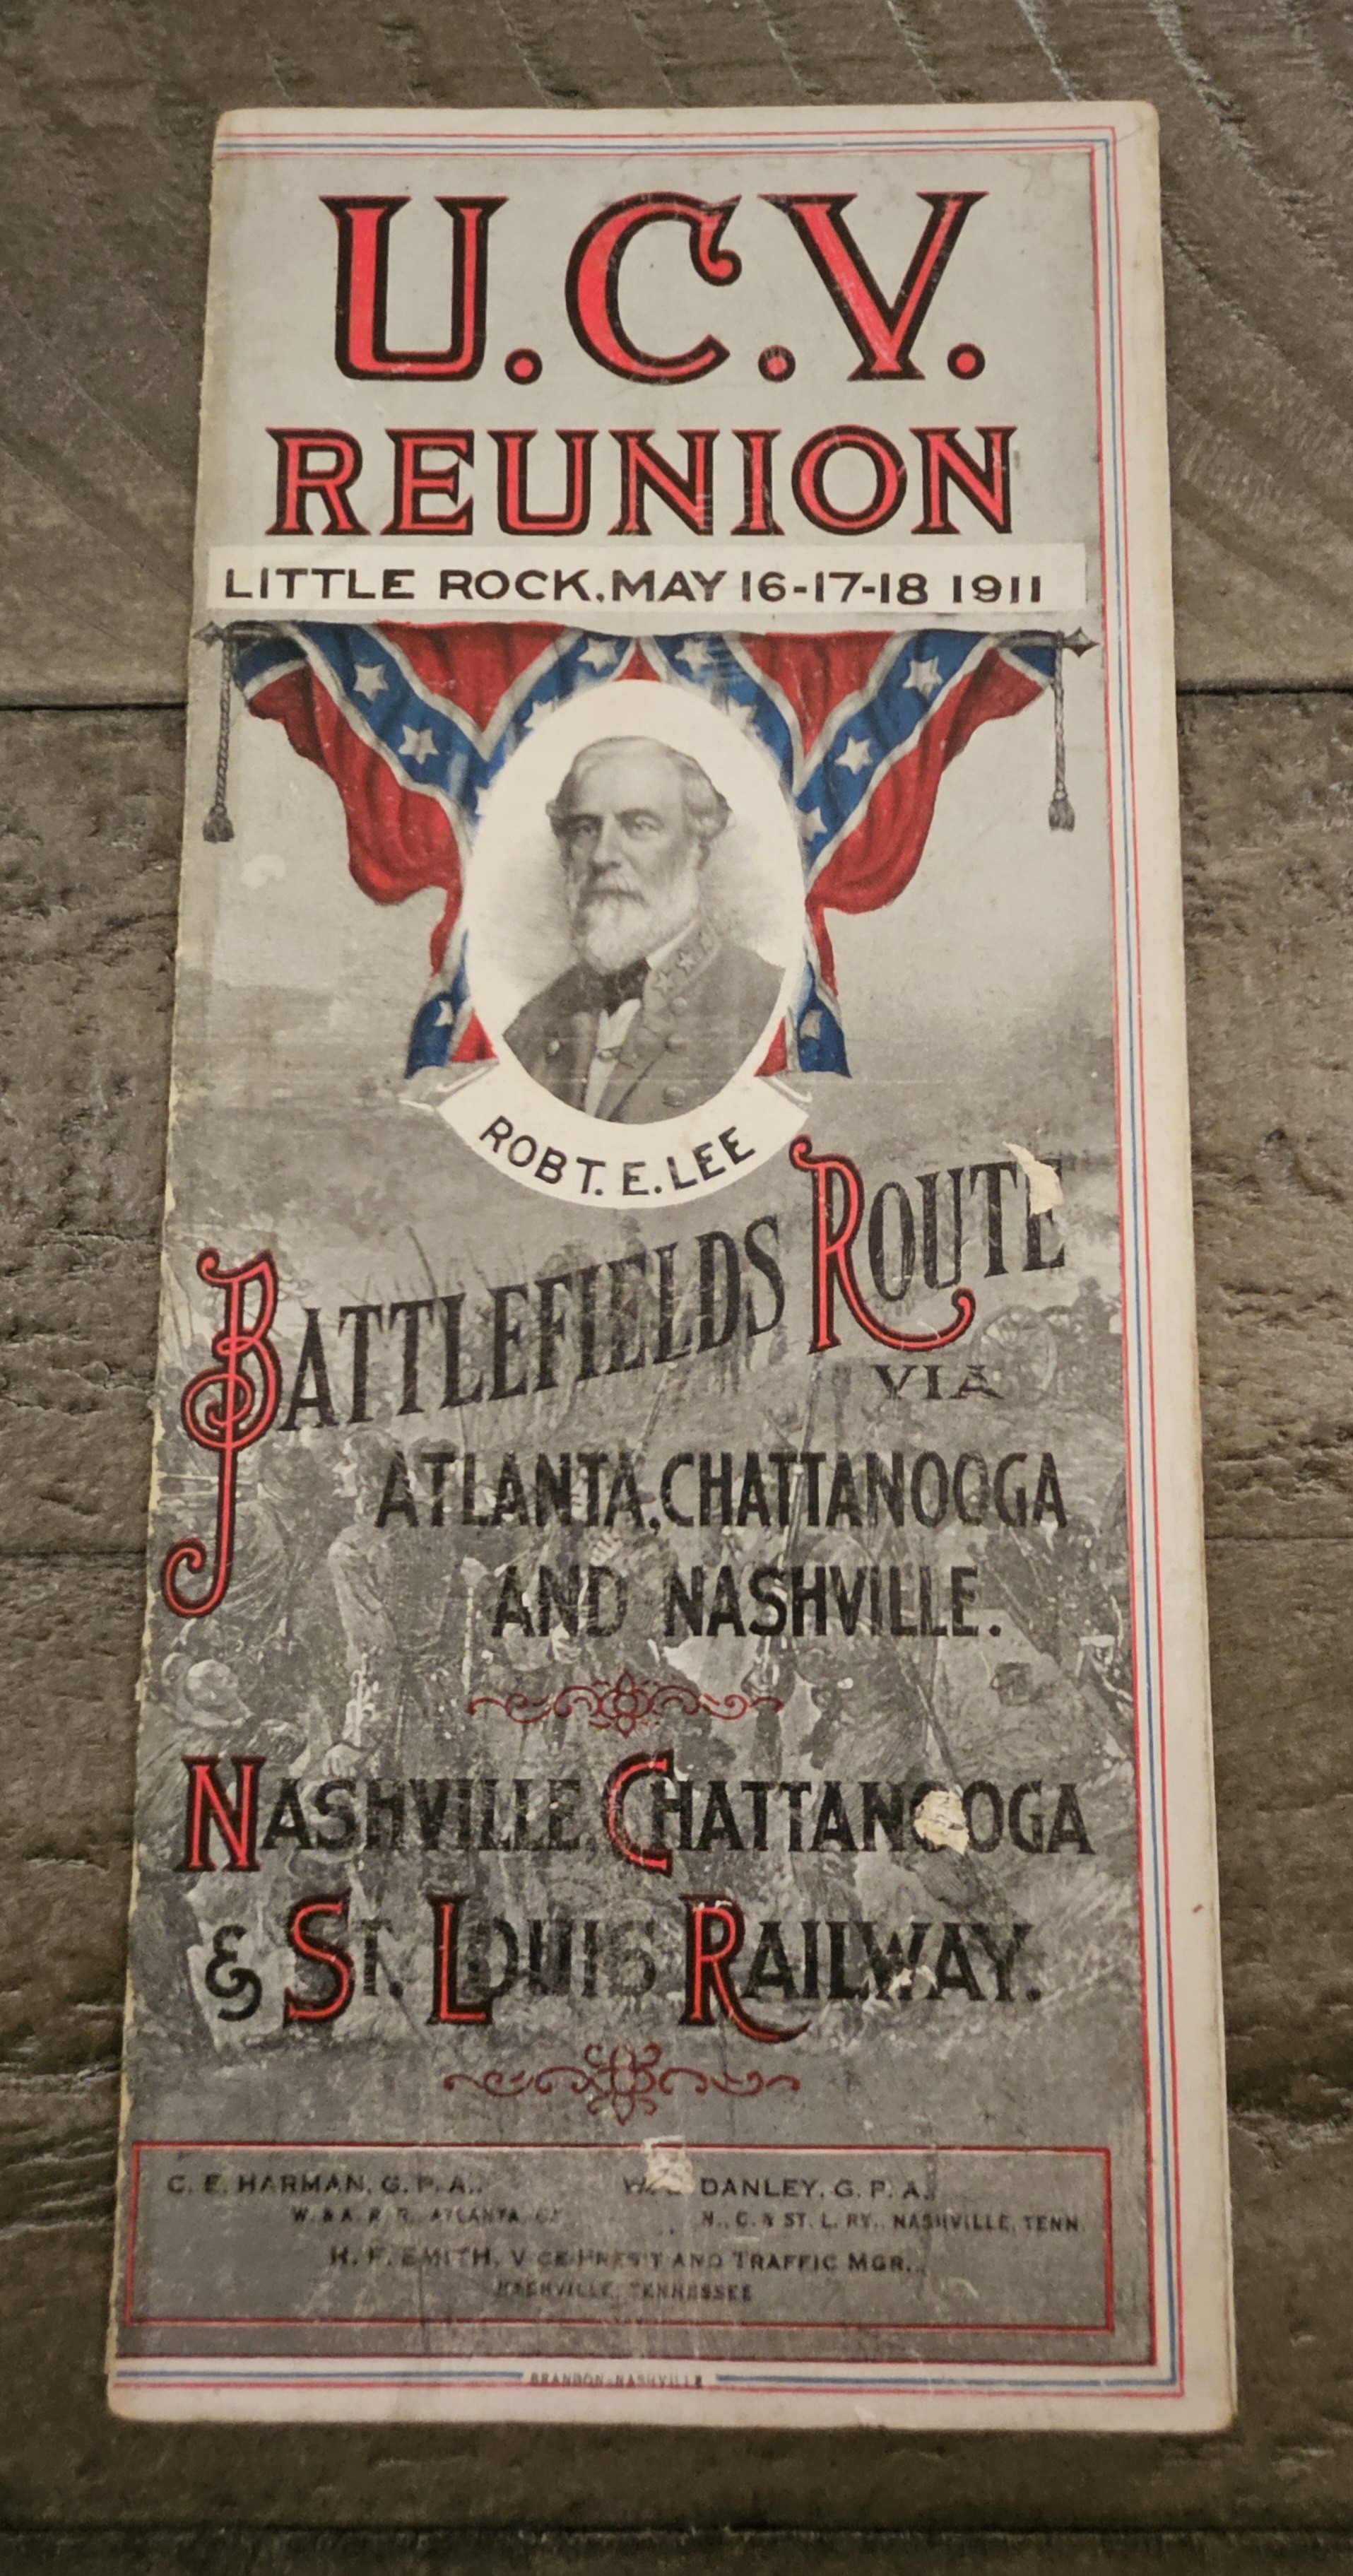 U.C.V.
REUNION
LITTLE ROCK, MAY 16-17-18 1911
ROBT. E. LEE
BATTLEFIELDS ROUTE
VIA
ATLANTA, CHATTANOOGA
AND NASHVILLE.
NASHVILLE, CHATTANOOGA
& ST. LOUIS RAILWAY.
C. E. HARMAN, G. P. A., DANLEY, G. P. A.,
W. & A. R. R., ATLANTA, GA. N., C. & ST. L. RY., NASHVILLE, TENN.
H. F. SMITH, VICE PRES'T AND TRAFFIC MGR.,
NASHVILLE, TENNESSEE
BRANDON-NASHVILLE